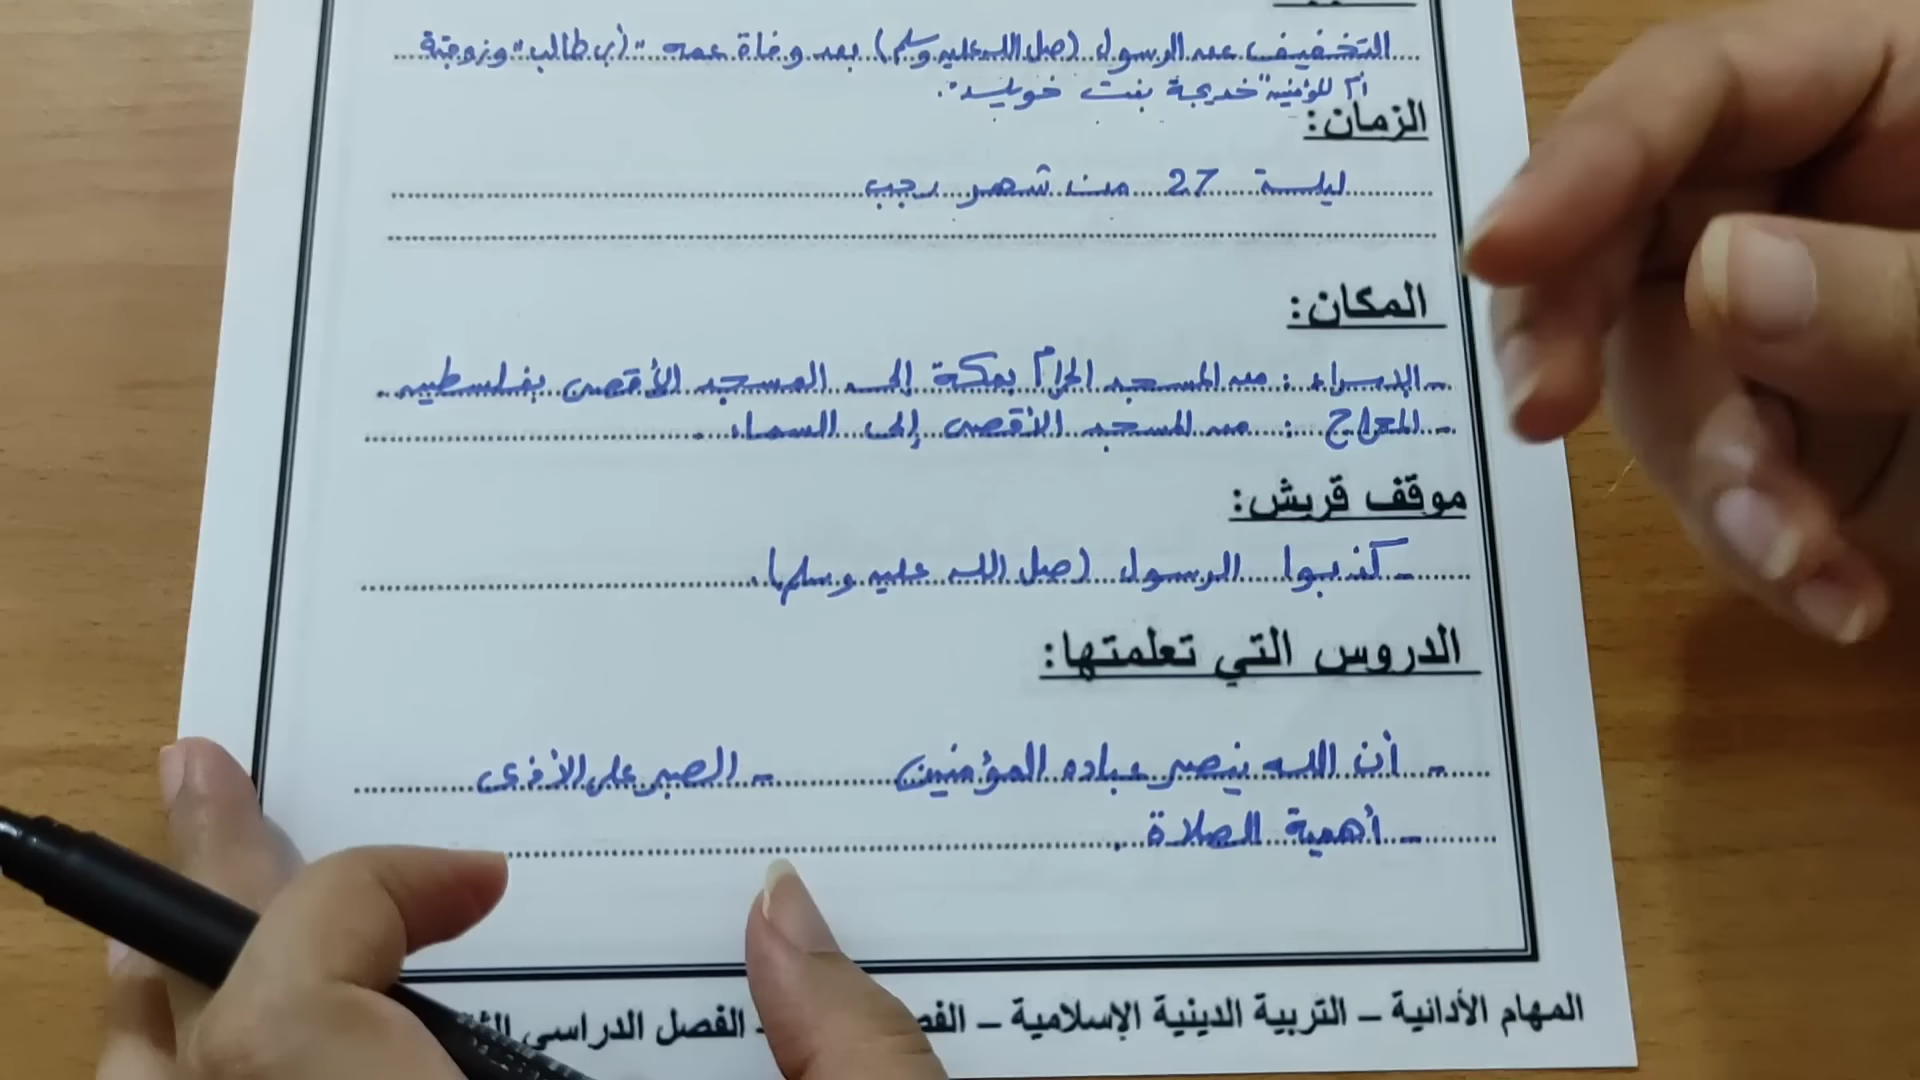 التخفيف عن الرسول (صلى الله عليه وسلم) بعد وفاة عمه "أبي طالب" وزوجته
أم المؤمنين "خديجة بنت خويلد".
الزمان:
ليلة 27 من شهر رجب
المكان:
- الإسراء: من المسجد الحرام بمكة إلى المسجد الأقصى بفلسطين.
- المعراج: من المسجد الأقصى إلى السماء.
موقف قريش:
- كذبوا الرسول (صلى الله عليه وسلم).
الدروس التي تعلمتها:
- أن الله ينصر عباده المؤمنين - الصبر على الأذى
- أهمية الصلاة.
المهام الأدائية – التربية الدينية الإسلامية – – الفصل الدراسي